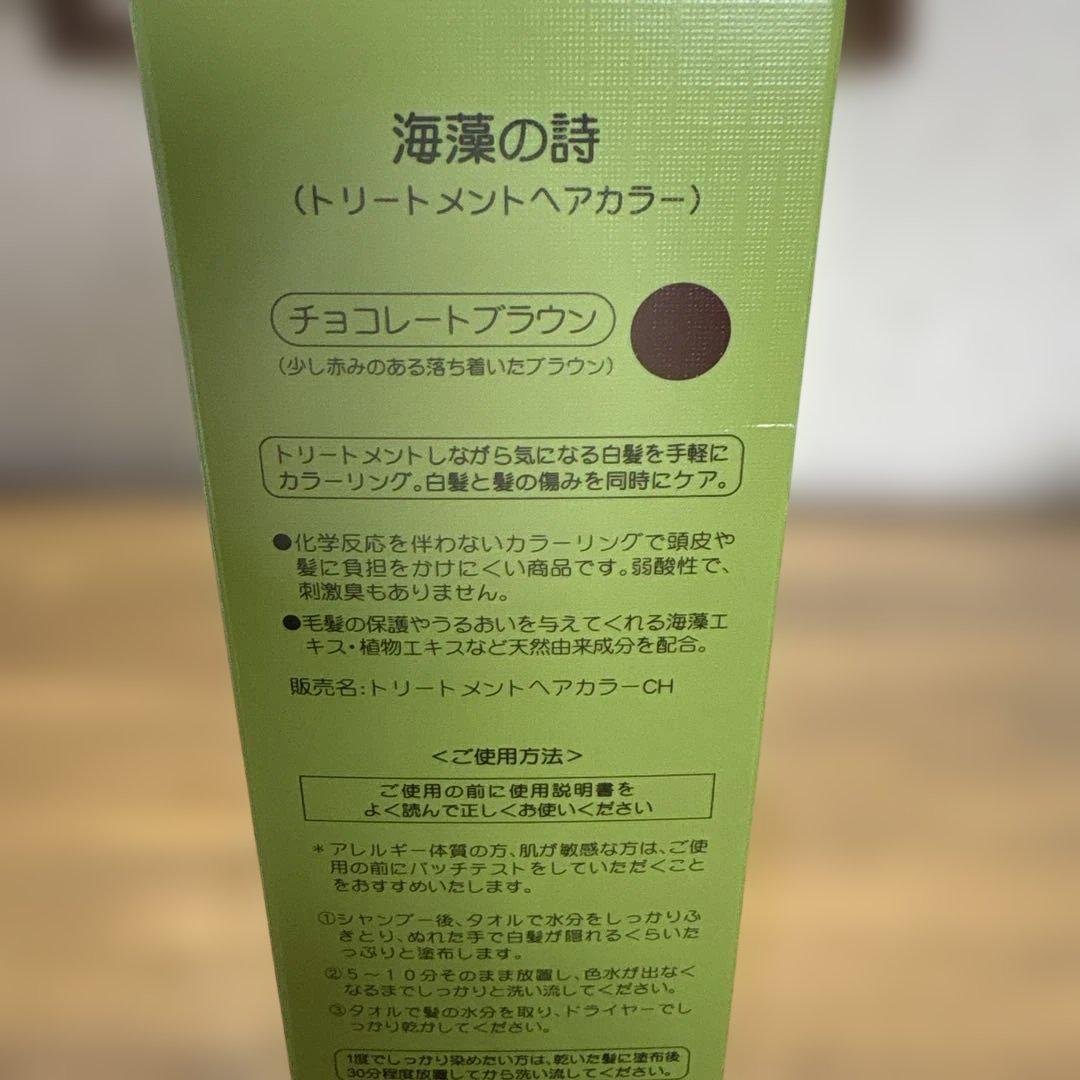 海藻の詩
(トリートメントヘアカラー)
チョコレートブラウン
(少し赤みのある落ち着いたブラウン)
トリートメントしながら気になる白髪を手軽に
カラーリング。白髪と髪の傷みを同時にケア。
●化学反応を伴わないカラーリングで頭皮や
髪に負担をかけにくい商品です。弱酸性で、
刺激臭もありません。
●毛髪の保護やうるおいを与えてくれる海藻エ
キス・植物エキスなど天然由来成分を配合。
販売名:トリートメントヘアカラーCH
<ご使用方法>
ご使用の前に使用説明書を
よく読んで正しくお使いください
*アレルギー体質の方、肌が敏感な方は、ご使
用の前にパッチテストをしていただくこと
をおすすめいたします。
①シャンプー後、タオルで水分をしっかりふ
きとり、ぬれた手で白髪が隠れるくらいた
っぷりと塗布します。
②5~10分そのまま放置し、色水が出なく
なるまでしっかりと洗い流してください。
③タオルで髪の水分を取り、ドライヤーでし
っかり乾かしてください。
1度でしっかり染めたい方は、乾いた髪に塗布後
30分程度放置してから洗い流してください。